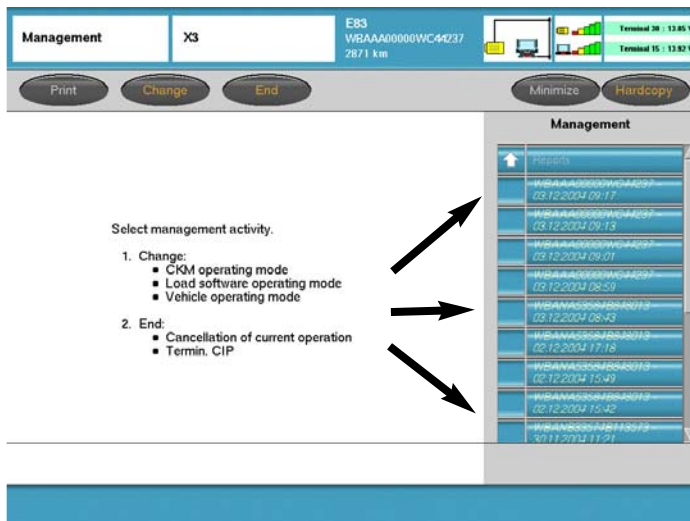 Management
X3
E83
WBAAA00000WC44237
2871 km
Terminal 30 : 13.85 V
Terminal 15 : 13.92 V
Print
Change
End
Minimize
Hardcopy
Management
Reports
WBAAA00000WC44237 -
03.12.2004 09:17
WBAAA00000WC44237 -
03.12.2004 09:13
WBAAA00000WC44237 -
03.12.2004 09:01
WBAAA00000WC44237 -
03.12.2004 08:59
03.12.2004 08:43
02.12.2004 17:18
02.12.2004 15:49
02.12.2004 15:42
30.11.2004 11:21
Select management activity.
1. Change:
▪ CKM operating mode
▪ Load software operating mode
▪ Vehicle operating mode
2. End:
▪ Cancellation of current operation
▪ Termin. CIP